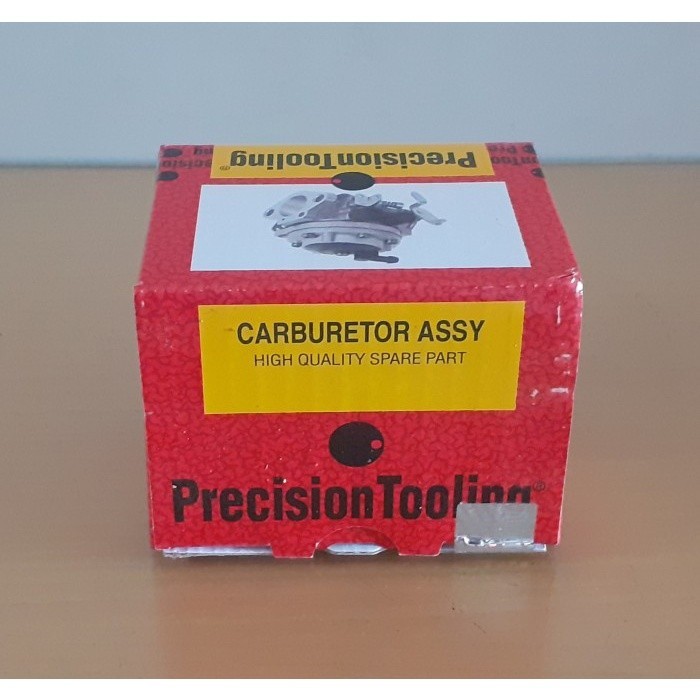 PrecisionTooling®
CARBURETOR ASSY
HIGH QUALITY SPARE PART
PrecisionTooling®